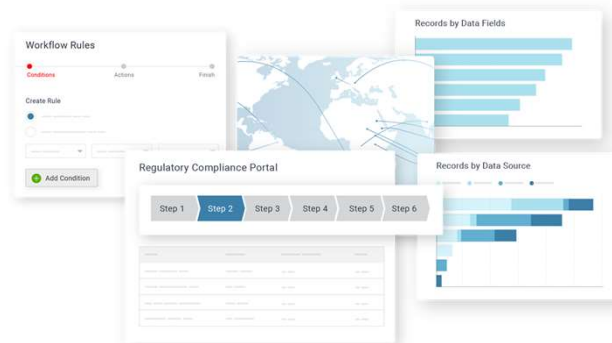 Workflow Rules
Conditions
Actions
Finish
Create Rule
Add Condition
Records by Data Fields
Regulatory Compliance Portal
Step 1
Step 2
Step 3
Step 4
Step 5
Step 6
Records by Data Source